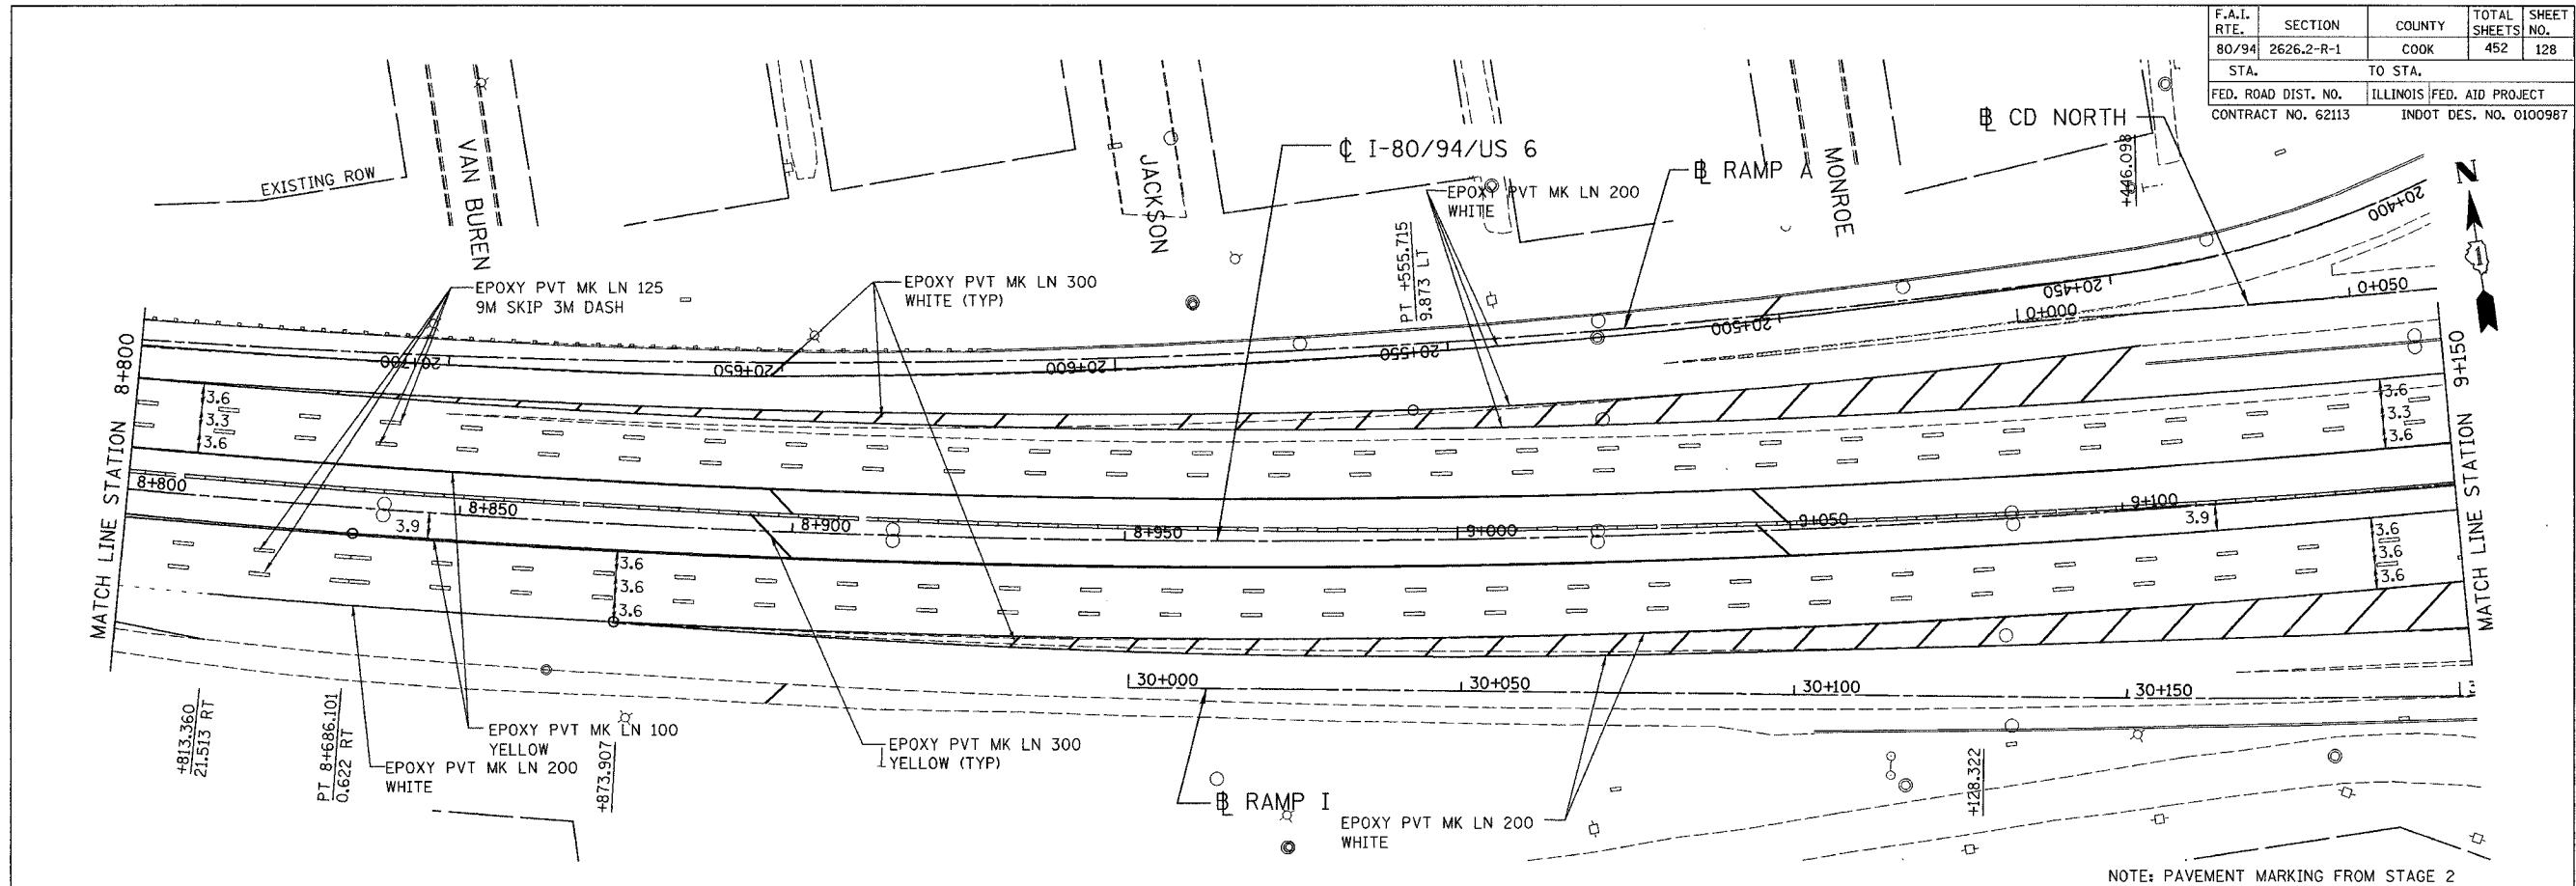 F.A.I. RTE. SECTION COUNTY TOTAL SHEETS SHEET NO.
80/94 2626.2-R-1 COOK 452 128
STA. TO STA.
FED. ROAD DIST. NO. ILLINOIS FED. AID PROJECT
CONTRACT NO. 62113 INDOT DES. NO. 0100987
EXISTING ROW
VAN BUREN
JACKSON
MONROE
℄ I-80/94/US 6
BL RAMP A
BL CD NORTH
+446.098
N
1
EPOXY PVT MK LN 200
WHITE
PT +555.715
9.873 LT
EPOXY PVT MK LN 125
9M SKIP 3M DASH
EPOXY PVT MK LN 300
WHITE (TYP)
20+700
20+650
20+600
20+550
20+500
20+450
20+400
0+000
0+050
MATCH LINE STATION 8+800
MATCH LINE STATION 9+150
3.6
3.3
3.6
3.6
3.3
3.6
8+800
8+850
8+900
8+950
9+000
9+050
9+100
3.9
3.9
3.6
3.6
3.6
3.6
3.6
3.6
30+000
30+050
30+100
30+150
+813.360
21.513 RT
PT 8+686.101
0.622 RT
EPOXY PVT MK LN 100
YELLOW
EPOXY PVT MK LN 200
WHITE
+873.907
EPOXY PVT MK LN 300
YELLOW (TYP)
BL RAMP I
EPOXY PVT MK LN 200
WHITE
+128.322
NOTE: PAVEMENT MARKING FROM STAGE 2